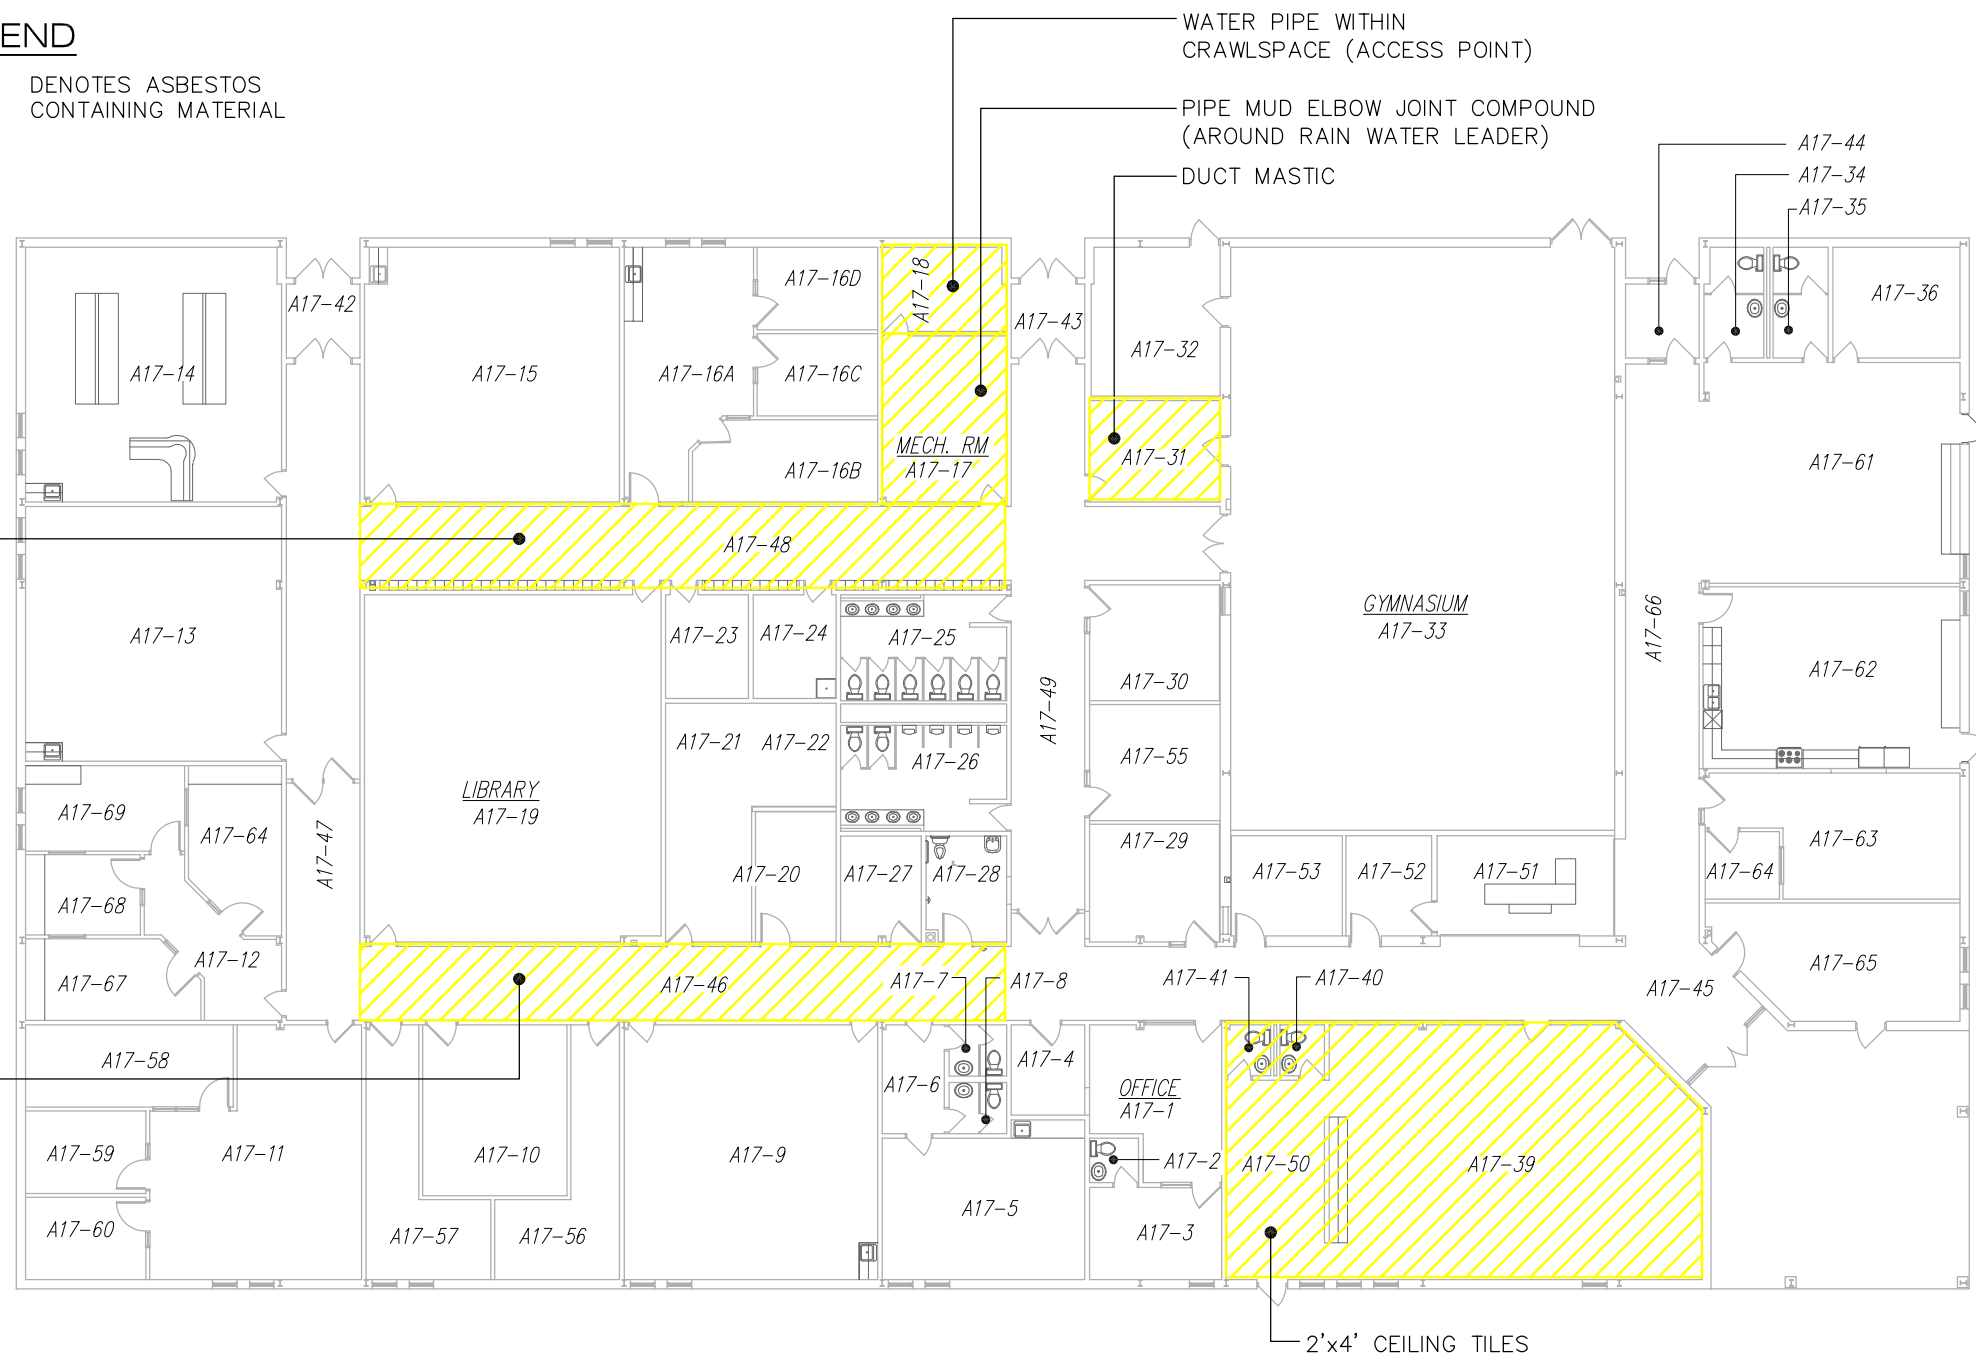 END
DENOTES ASBESTOS
CONTAINING MATERIAL
WATER PIPE WITHIN
CRAWLSPACE (ACCESS POINT)
PIPE MUD ELBOW JOINT COMPOUND
(AROUND RAIN WATER LEADER)
DUCT MASTIC
A17-44
A17-34
A17-35
A17-14
A17-42
A17-15
A17-16A
A17-16D
A17-16C
A17-16B
A17-18
MECH. RM
A17-17
A17-43
A17-32
A17-31
A17-36
A17-61
A17-48
A17-13
A17-23
A17-24
A17-25
A17-30
GYMNASIUM
A17-33
A17-66
A17-62
A17-49
A17-21
A17-22
A17-26
A17-55
LIBRARY
A17-19
A17-69
A17-64
A17-47
A17-20
A17-27
A17-28
A17-29
A17-53
A17-52
A17-51
A17-63
A17-64
A17-68
A17-67
A17-12
A17-46
A17-7
A17-8
A17-41
A17-40
A17-45
A17-65
A17-58
A17-6
A17-4
OFFICE
A17-1
A17-59
A17-11
A17-10
A17-9
A17-2
A17-50
A17-39
A17-60
A17-57
A17-56
A17-5
A17-3
2'x4' CEILING TILES